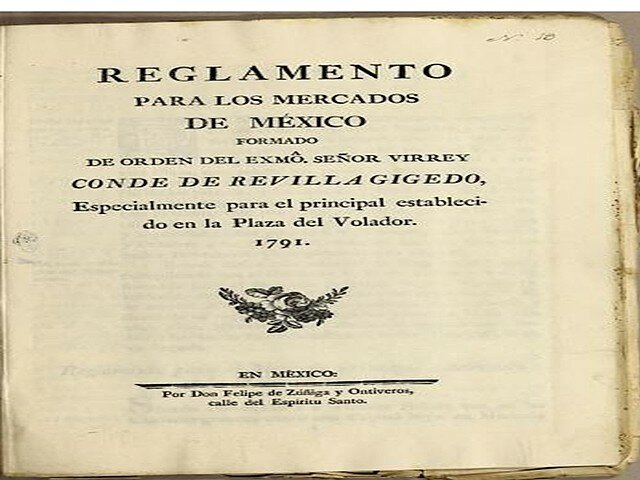 N. 10
REGLAMENTO
PARA LOS MERCADOS
DE MÉXICO
FORMADO
DE ORDEN DEL EXMÔ. SEÑOR VIRREY
CONDE DE REVILLA GIGEDO,
Especialmente para el principal estableci-
do en la Plaza del Volador.
1791.
EN MÉXICO:
Por Don Felipe de Zúñiga y Ontiveros,
calle del Espíritu Santo.